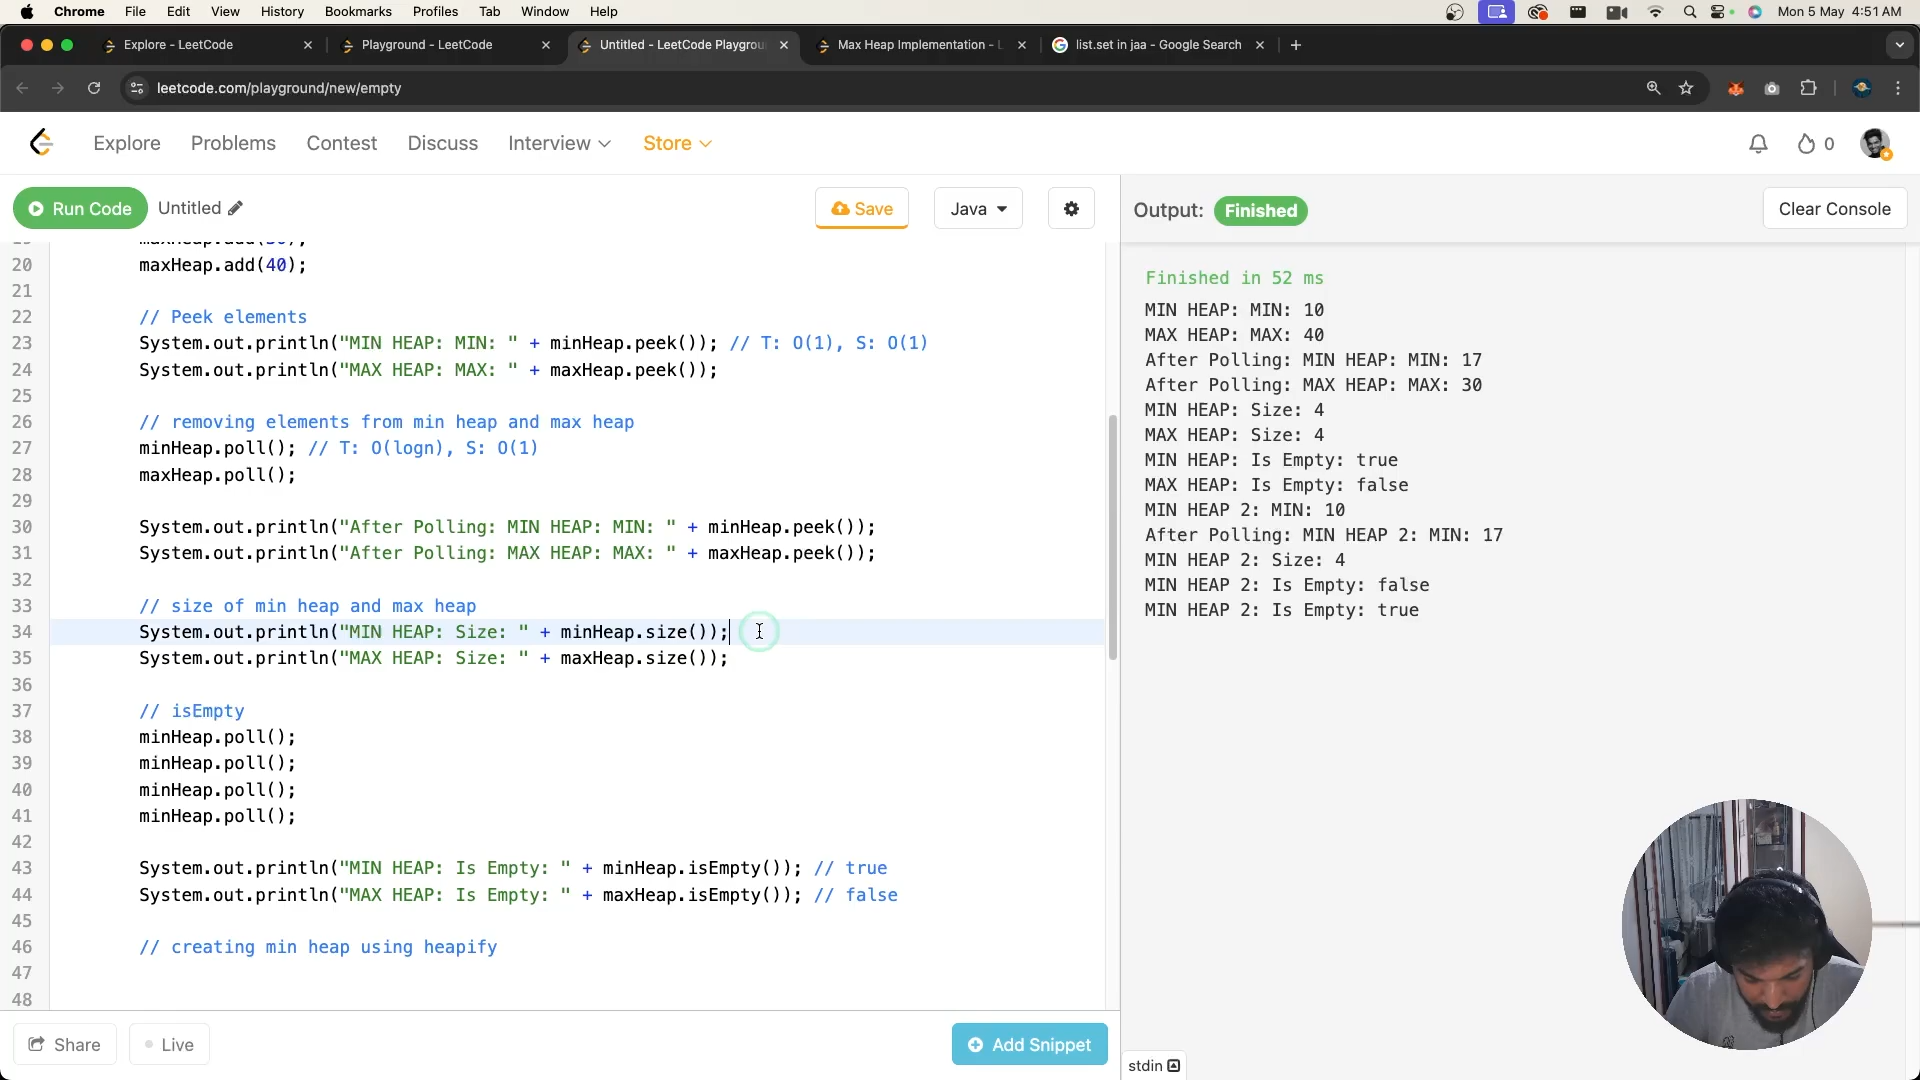 Chrome File Edit View History Bookmarks Profiles Tab Window Help Mon 5 May 4:51 AM
Explore - LeetCode Playground - LeetCode Untitled - LeetCode Playgrou Max Heap Implementation - L list.set in jaa - Google Search
leetcode.com/playground/new/empty
Explore Problems Contest Discuss Interview Store 0
Run Code Untitled Save Java
20 maxHeap.add(40);
21
22 // Peek elements
23 System.out.println("MIN HEAP: MIN: " + minHeap.peek()); // T: O(1), S: O(1)
24 System.out.println("MAX HEAP: MAX: " + maxHeap.peek());
25
26 // removing elements from min heap and max heap
27 minHeap.poll(); // T: O(logn), S: O(1)
28 maxHeap.poll();
29
30 System.out.println("After Polling: MIN HEAP: MIN: " + minHeap.peek());
31 System.out.println("After Polling: MAX HEAP: MAX: " + maxHeap.peek());
32
33 // size of min heap and max heap
34 System.out.println("MIN HEAP: Size: " + minHeap.size());
35 System.out.println("MAX HEAP: Size: " + maxHeap.size());
36
37 // isEmpty
38 minHeap.poll();
39 minHeap.poll();
40 minHeap.poll();
41 minHeap.poll();
42
43 System.out.println("MIN HEAP: Is Empty: " + minHeap.isEmpty()); // true
44 System.out.println("MAX HEAP: Is Empty: " + maxHeap.isEmpty()); // false
45
46 // creating min heap using heapify
47
48
Share Live Add Snippet
Output: Finished Clear Console
Finished in 52 ms
MIN HEAP: MIN: 10
MAX HEAP: MAX: 40
After Polling: MIN HEAP: MIN: 17
After Polling: MAX HEAP: MAX: 30
MIN HEAP: Size: 4
MAX HEAP: Size: 4
MIN HEAP: Is Empty: true
MAX HEAP: Is Empty: false
MIN HEAP 2: MIN: 10
After Polling: MIN HEAP 2: MIN: 17
MIN HEAP 2: Size: 4
MIN HEAP 2: Is Empty: false
MIN HEAP 2: Is Empty: true
stdin